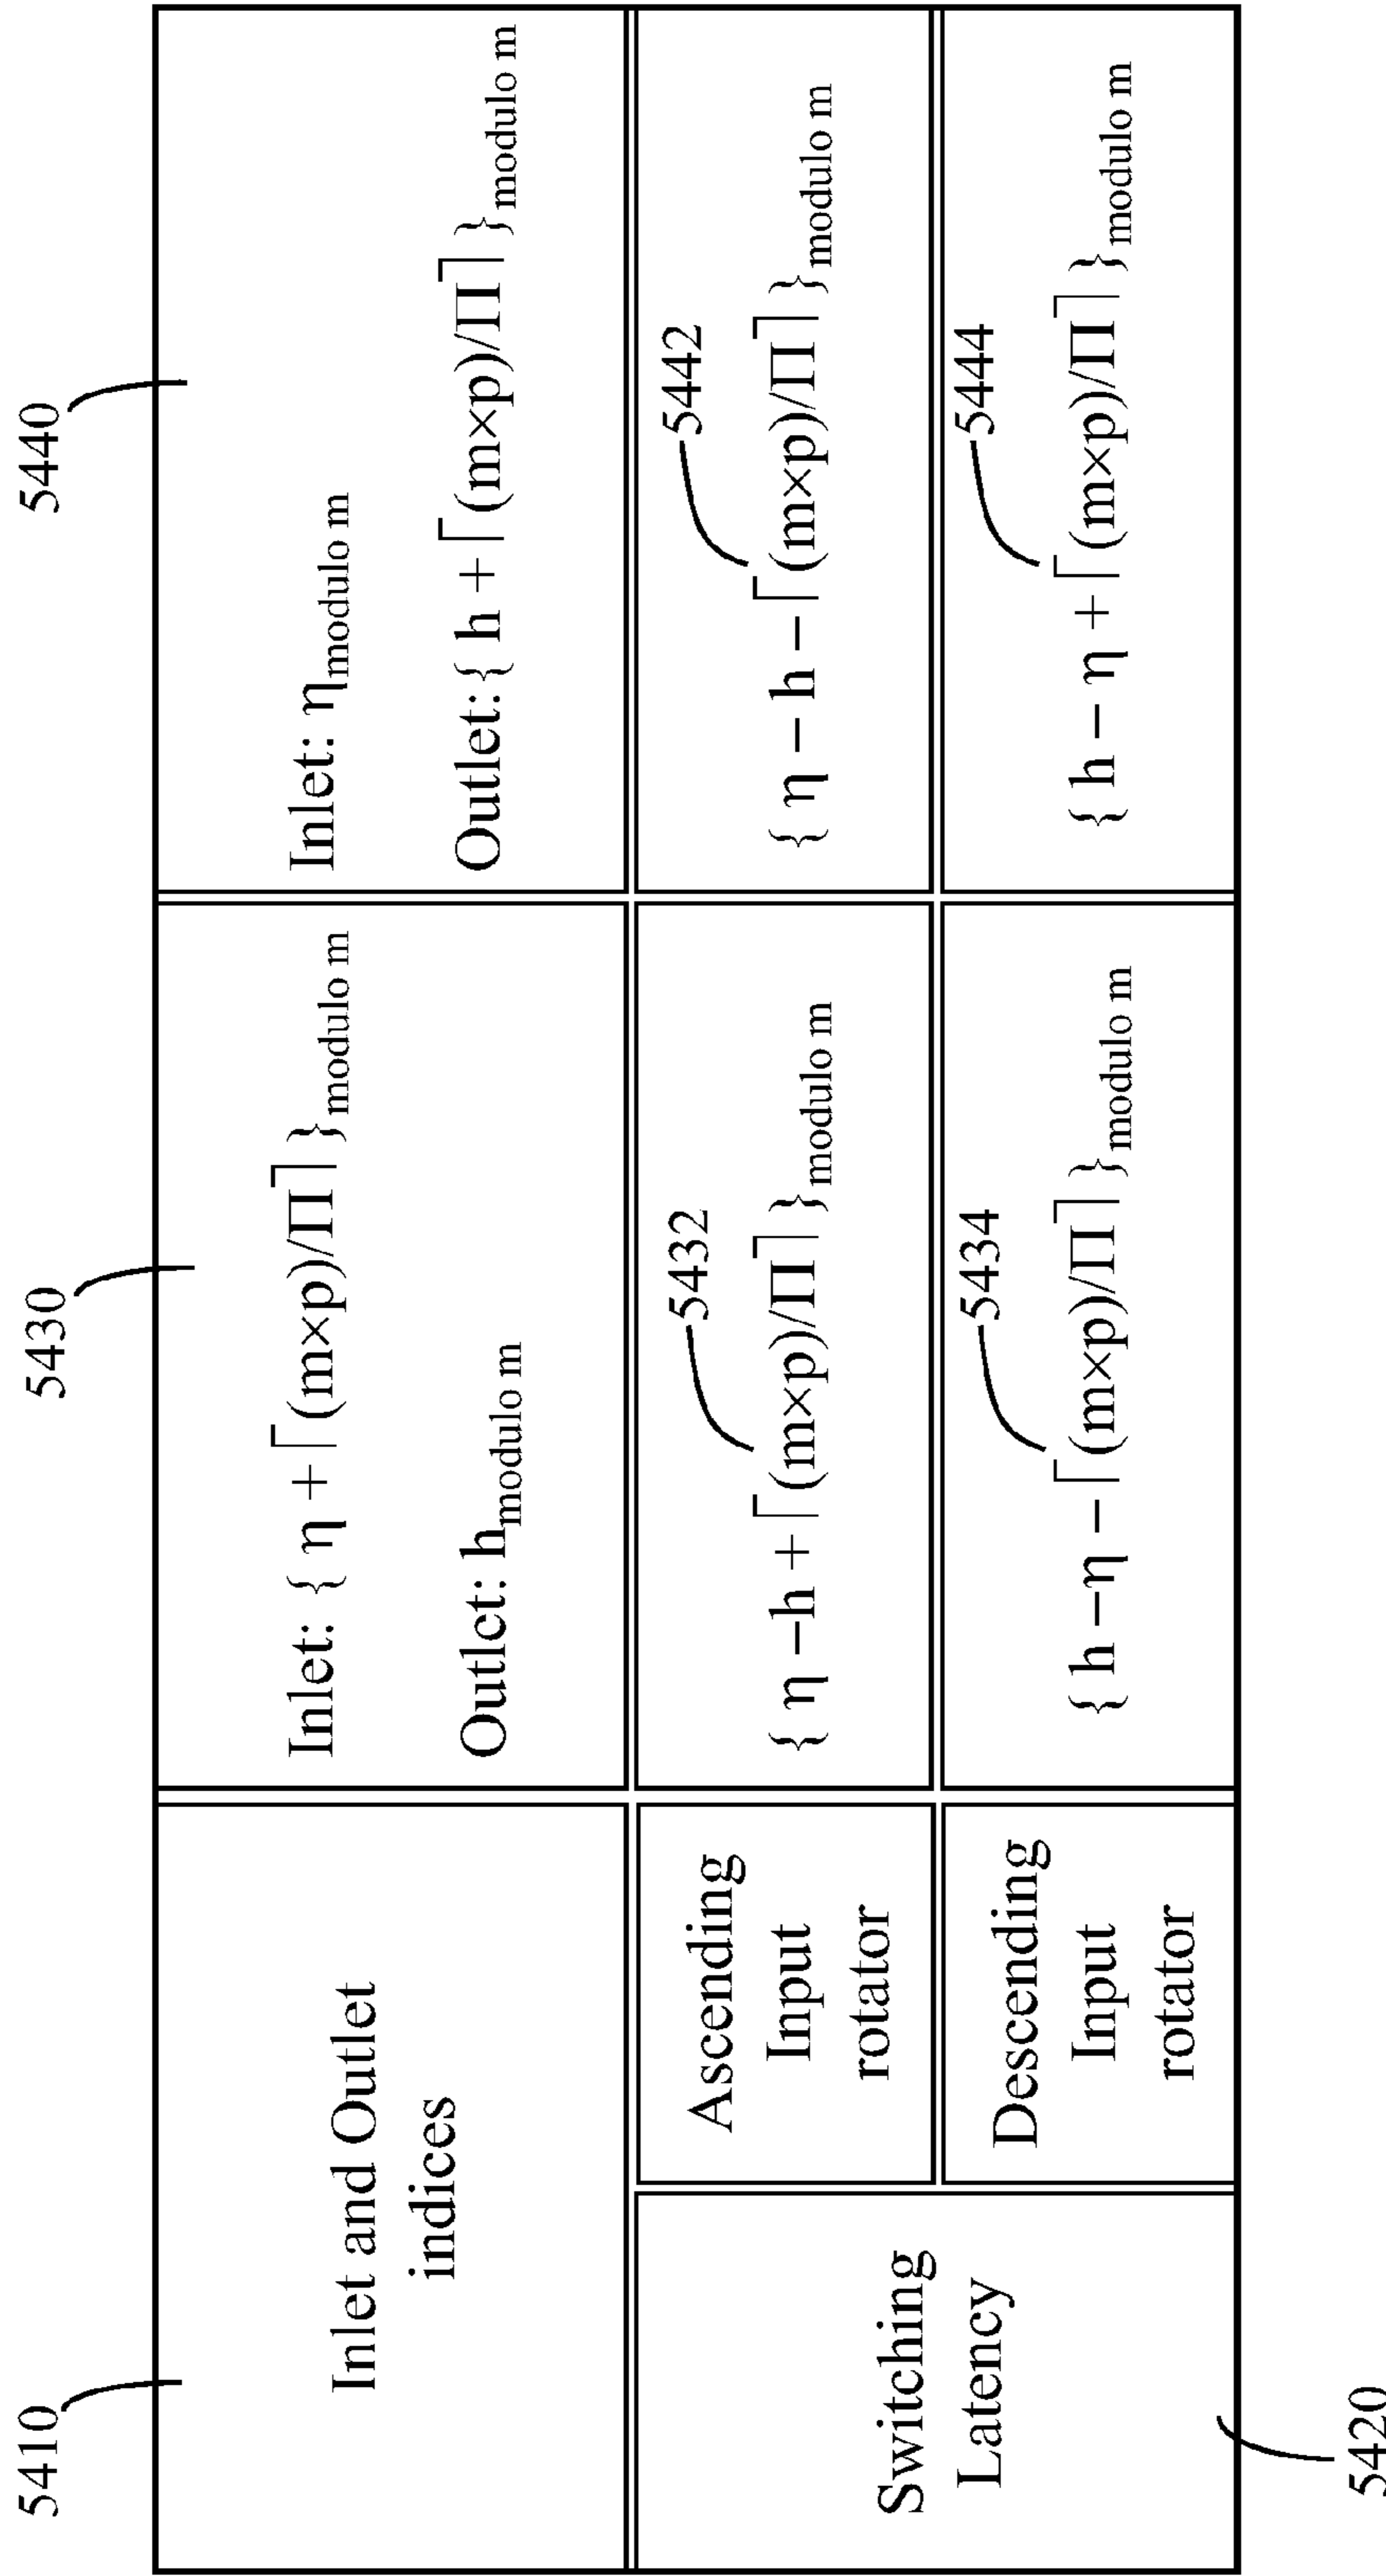 5410
5430
5440
Inlet and Outlet
indices
Inlet: { η + ⌈(m×p)/Π⌉ }modulo m
Outlet: hmodulo m
Inlet: ηmodulo m
Outlet:{ h + ⌈(m×p)/Π⌉ }modulo m
Switching
Latency
5420
Ascending
Input
rotator
5432
{ η −h + ⌈(m×p)/Π⌉ }modulo m
5442
{ η − h − ⌈(m×p)/Π⌉ }modulo m
Descending
Input
rotator
5434
{ h −η − ⌈(m×p)/Π⌉ }modulo m
5444
{ h − η + ⌈(m×p)/Π⌉ }modulo m